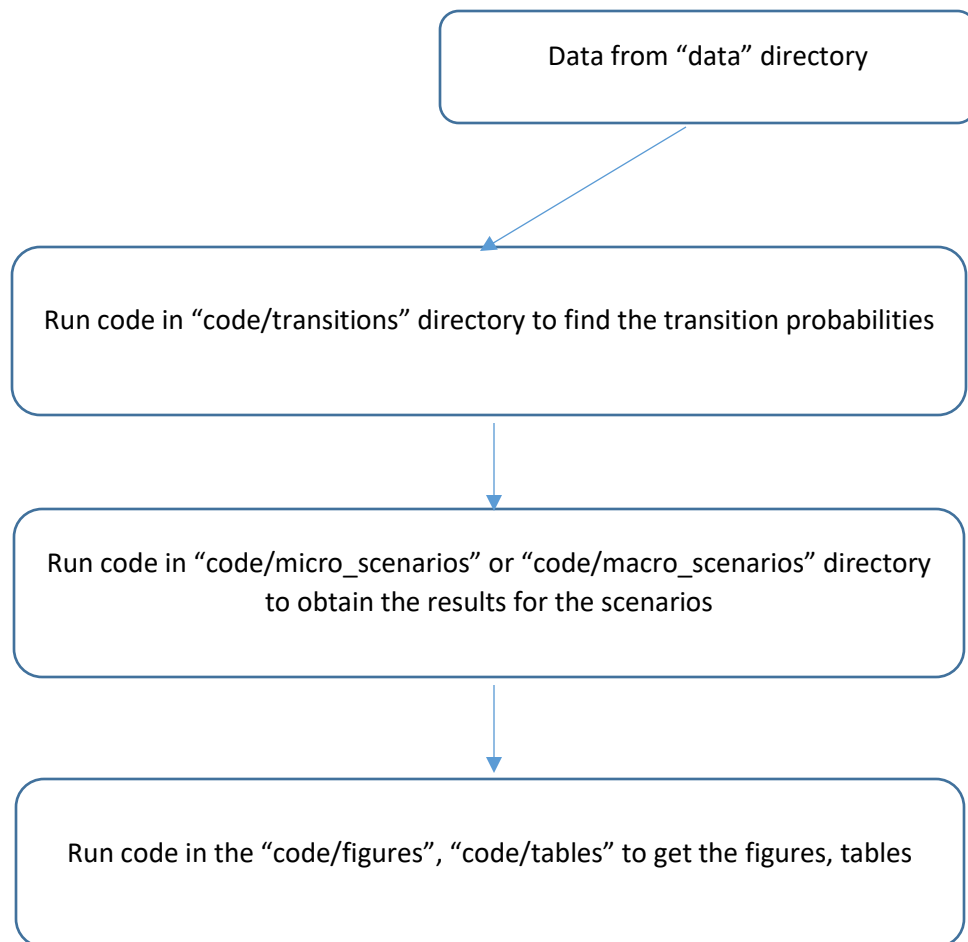 Data from “data” directory
Run code in “code/transitions” directory to find the transition probabilities
Run code in “code/micro_scenarios” or “code/macro_scenarios” directory
to obtain the results for the scenarios
Run code in the “code/figures”, “code/tables” to get the figures, tables